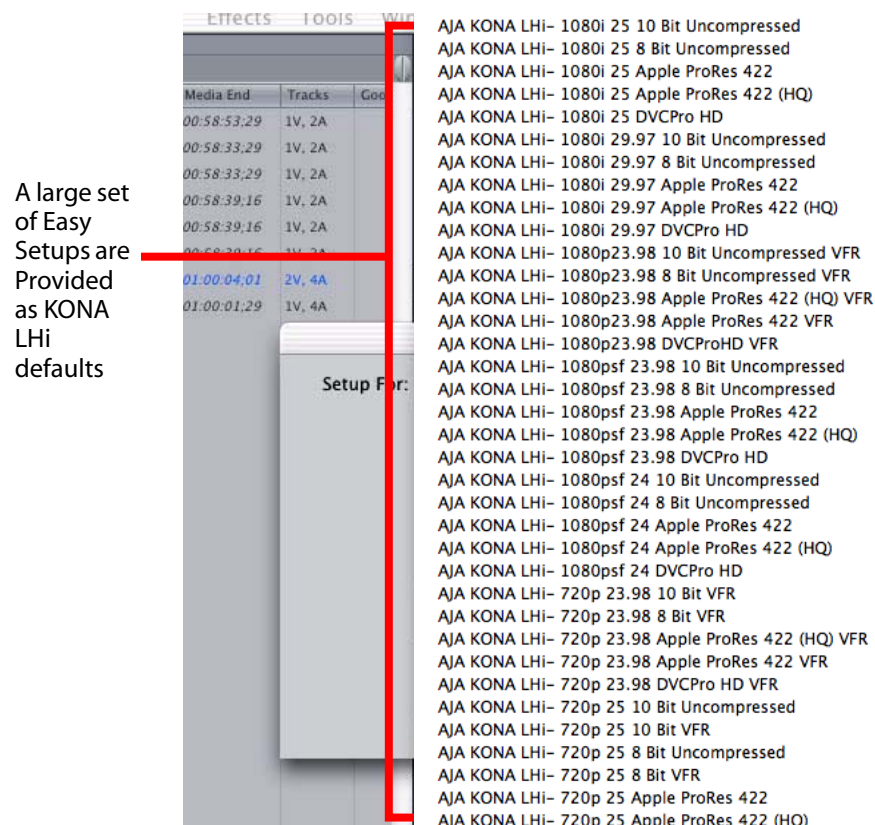 Effects Tools Win
Media End Tracks Goo
00:58:53;29 1V, 2A
00:58:33;29 1V, 2A
00:58:33;29 1V, 2A
00:58:39;16 1V, 2A
00:58:39;16 1V, 2A
00:58:39;16 1V, 2A
01:00:04;01 2V, 4A
01:00:01;29 1V, 4A
Setup For:
A large set
of Easy
Setups are
Provided
as KONA
LHi
defaults
AJA KONA LHi– 1080i 25 10 Bit Uncompressed
AJA KONA LHi– 1080i 25 8 Bit Uncompressed
AJA KONA LHi– 1080i 25 Apple ProRes 422
AJA KONA LHi– 1080i 25 Apple ProRes 422 (HQ)
AJA KONA LHi– 1080i 25 DVCPro HD
AJA KONA LHi– 1080i 29.97 10 Bit Uncompressed
AJA KONA LHi– 1080i 29.97 8 Bit Uncompressed
AJA KONA LHi– 1080i 29.97 Apple ProRes 422
AJA KONA LHi– 1080i 29.97 Apple ProRes 422 (HQ)
AJA KONA LHi– 1080i 29.97 DVCPro HD
AJA KONA LHi– 1080p23.98 10 Bit Uncompressed VFR
AJA KONA LHi– 1080p23.98 8 Bit Uncompressed VFR
AJA KONA LHi– 1080p23.98 Apple ProRes 422 (HQ) VFR
AJA KONA LHi– 1080p23.98 Apple ProRes 422 VFR
AJA KONA LHi– 1080p23.98 DVCProHD VFR
AJA KONA LHi– 1080psf 23.98 10 Bit Uncompressed
AJA KONA LHi– 1080psf 23.98 8 Bit Uncompressed
AJA KONA LHi– 1080psf 23.98 Apple ProRes 422
AJA KONA LHi– 1080psf 23.98 Apple ProRes 422 (HQ)
AJA KONA LHi– 1080psf 23.98 DVCPro HD
AJA KONA LHi– 1080psf 24 10 Bit Uncompressed
AJA KONA LHi– 1080psf 24 8 Bit Uncompressed
AJA KONA LHi– 1080psf 24 Apple ProRes 422
AJA KONA LHi– 1080psf 24 Apple ProRes 422 (HQ)
AJA KONA LHi– 1080psf 24 DVCPro HD
AJA KONA LHi– 720p 23.98 10 Bit VFR
AJA KONA LHi– 720p 23.98 8 Bit VFR
AJA KONA LHi– 720p 23.98 Apple ProRes 422 (HQ) VFR
AJA KONA LHi– 720p 23.98 Apple ProRes 422 VFR
AJA KONA LHi– 720p 23.98 DVCPro HD VFR
AJA KONA LHi– 720p 25 10 Bit Uncompressed
AJA KONA LHi– 720p 25 10 Bit VFR
AJA KONA LHi– 720p 25 8 Bit Uncompressed
AJA KONA LHi– 720p 25 8 Bit VFR
AJA KONA LHi– 720p 25 Apple ProRes 422
AJA KONA LHi– 720p 25 Apple ProRes 422 (HQ)